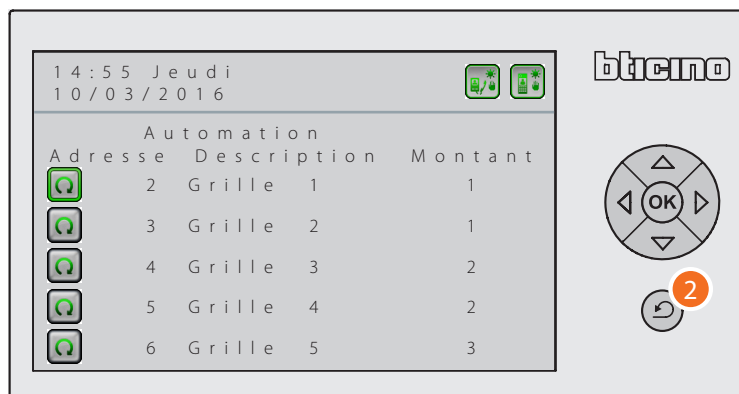 14:55 Jeudi
10/03/2016
bticino
Automation
Adresse Description Montant
2 Grille 1 1
3 Grille 2 1
4 Grille 3 2
5 Grille 4 2
6 Grille 5 3
OK
2